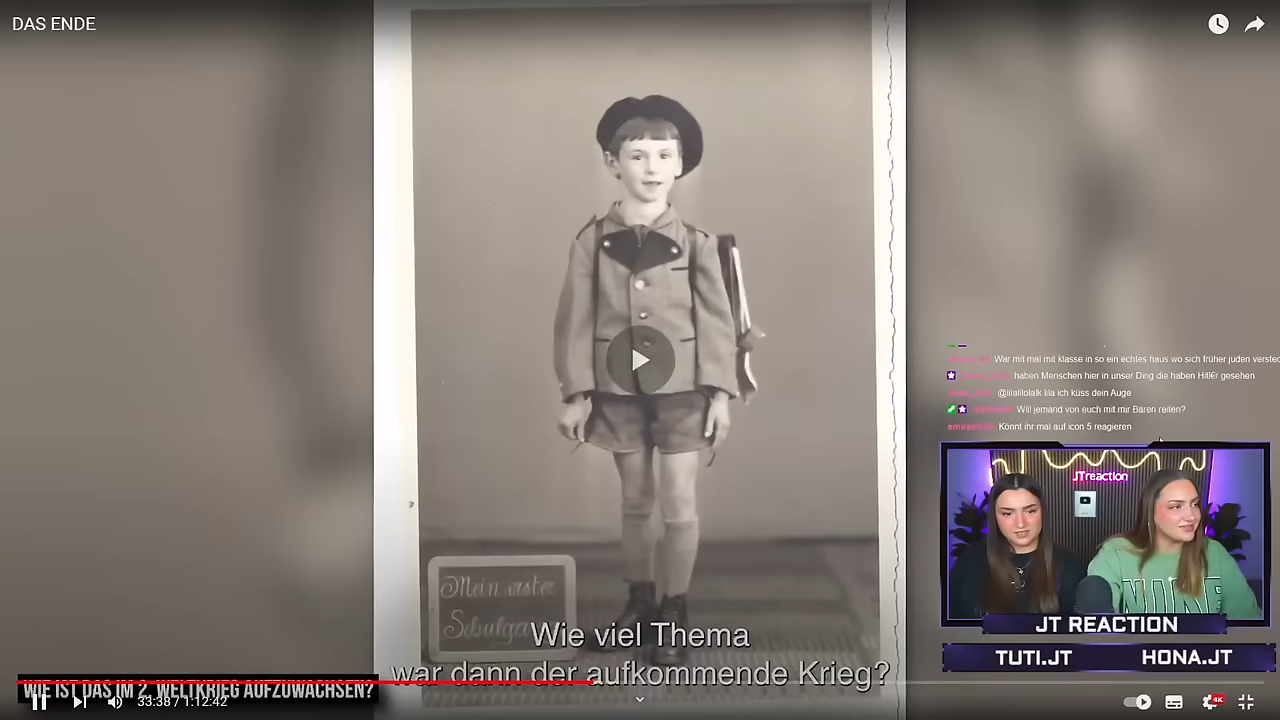 DAS ENDE
War mit mal mit klasse in so ein echtes haus wo sich früher juden verstec
haben Menschen hier in unser Ding die haben Hitler gesehen
@lilalilolalk lila ich küss dein Auge
Will jemand von euch mit mir Bären reiten?
Könnt ihr mal auf icon 5 reagieren
JTreaction
NIKE
JT REACTION
TUTI.JT
HONA.JT
Mein erster
Schulga
Wie viel Thema
war dann der aufkommende Krieg?
WIE IST DAS IM 2. WELTKRIEG AUFZUWACHSEN?
33:38 / 1:12:42
4K